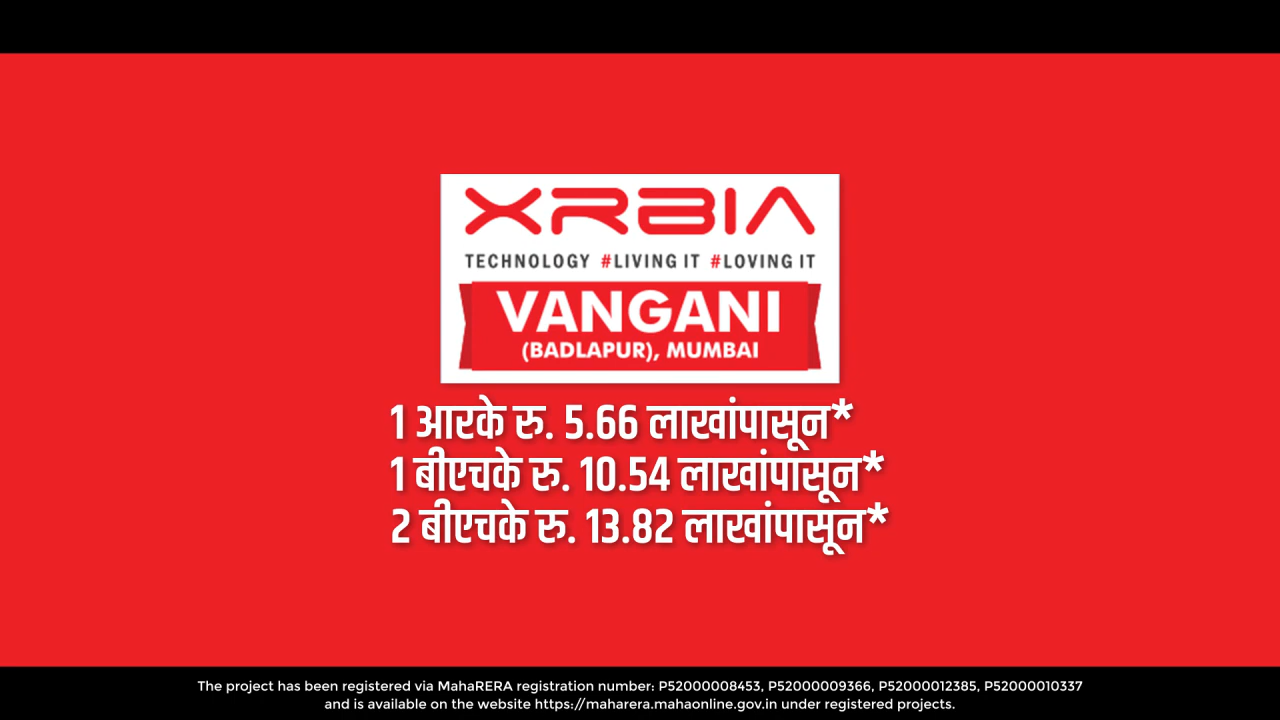 XRBIA
TECHNOLOGY #LIVING IT #LOVING IT
VANGANI
(BADLAPUR), MUMBAI
1 आरके रु. 5.66 लाखांपासून*
1 बीएचके रु. 10.54 लाखांपासून*
2 बीएचके रु. 13.82 लाखांपासून*
The project has been registered via MahaRERA registration number: P52000008453, P52000009366, P52000012385, P52000010337
and is available on the website https://maharera.mahaonline.gov.in under registered projects.